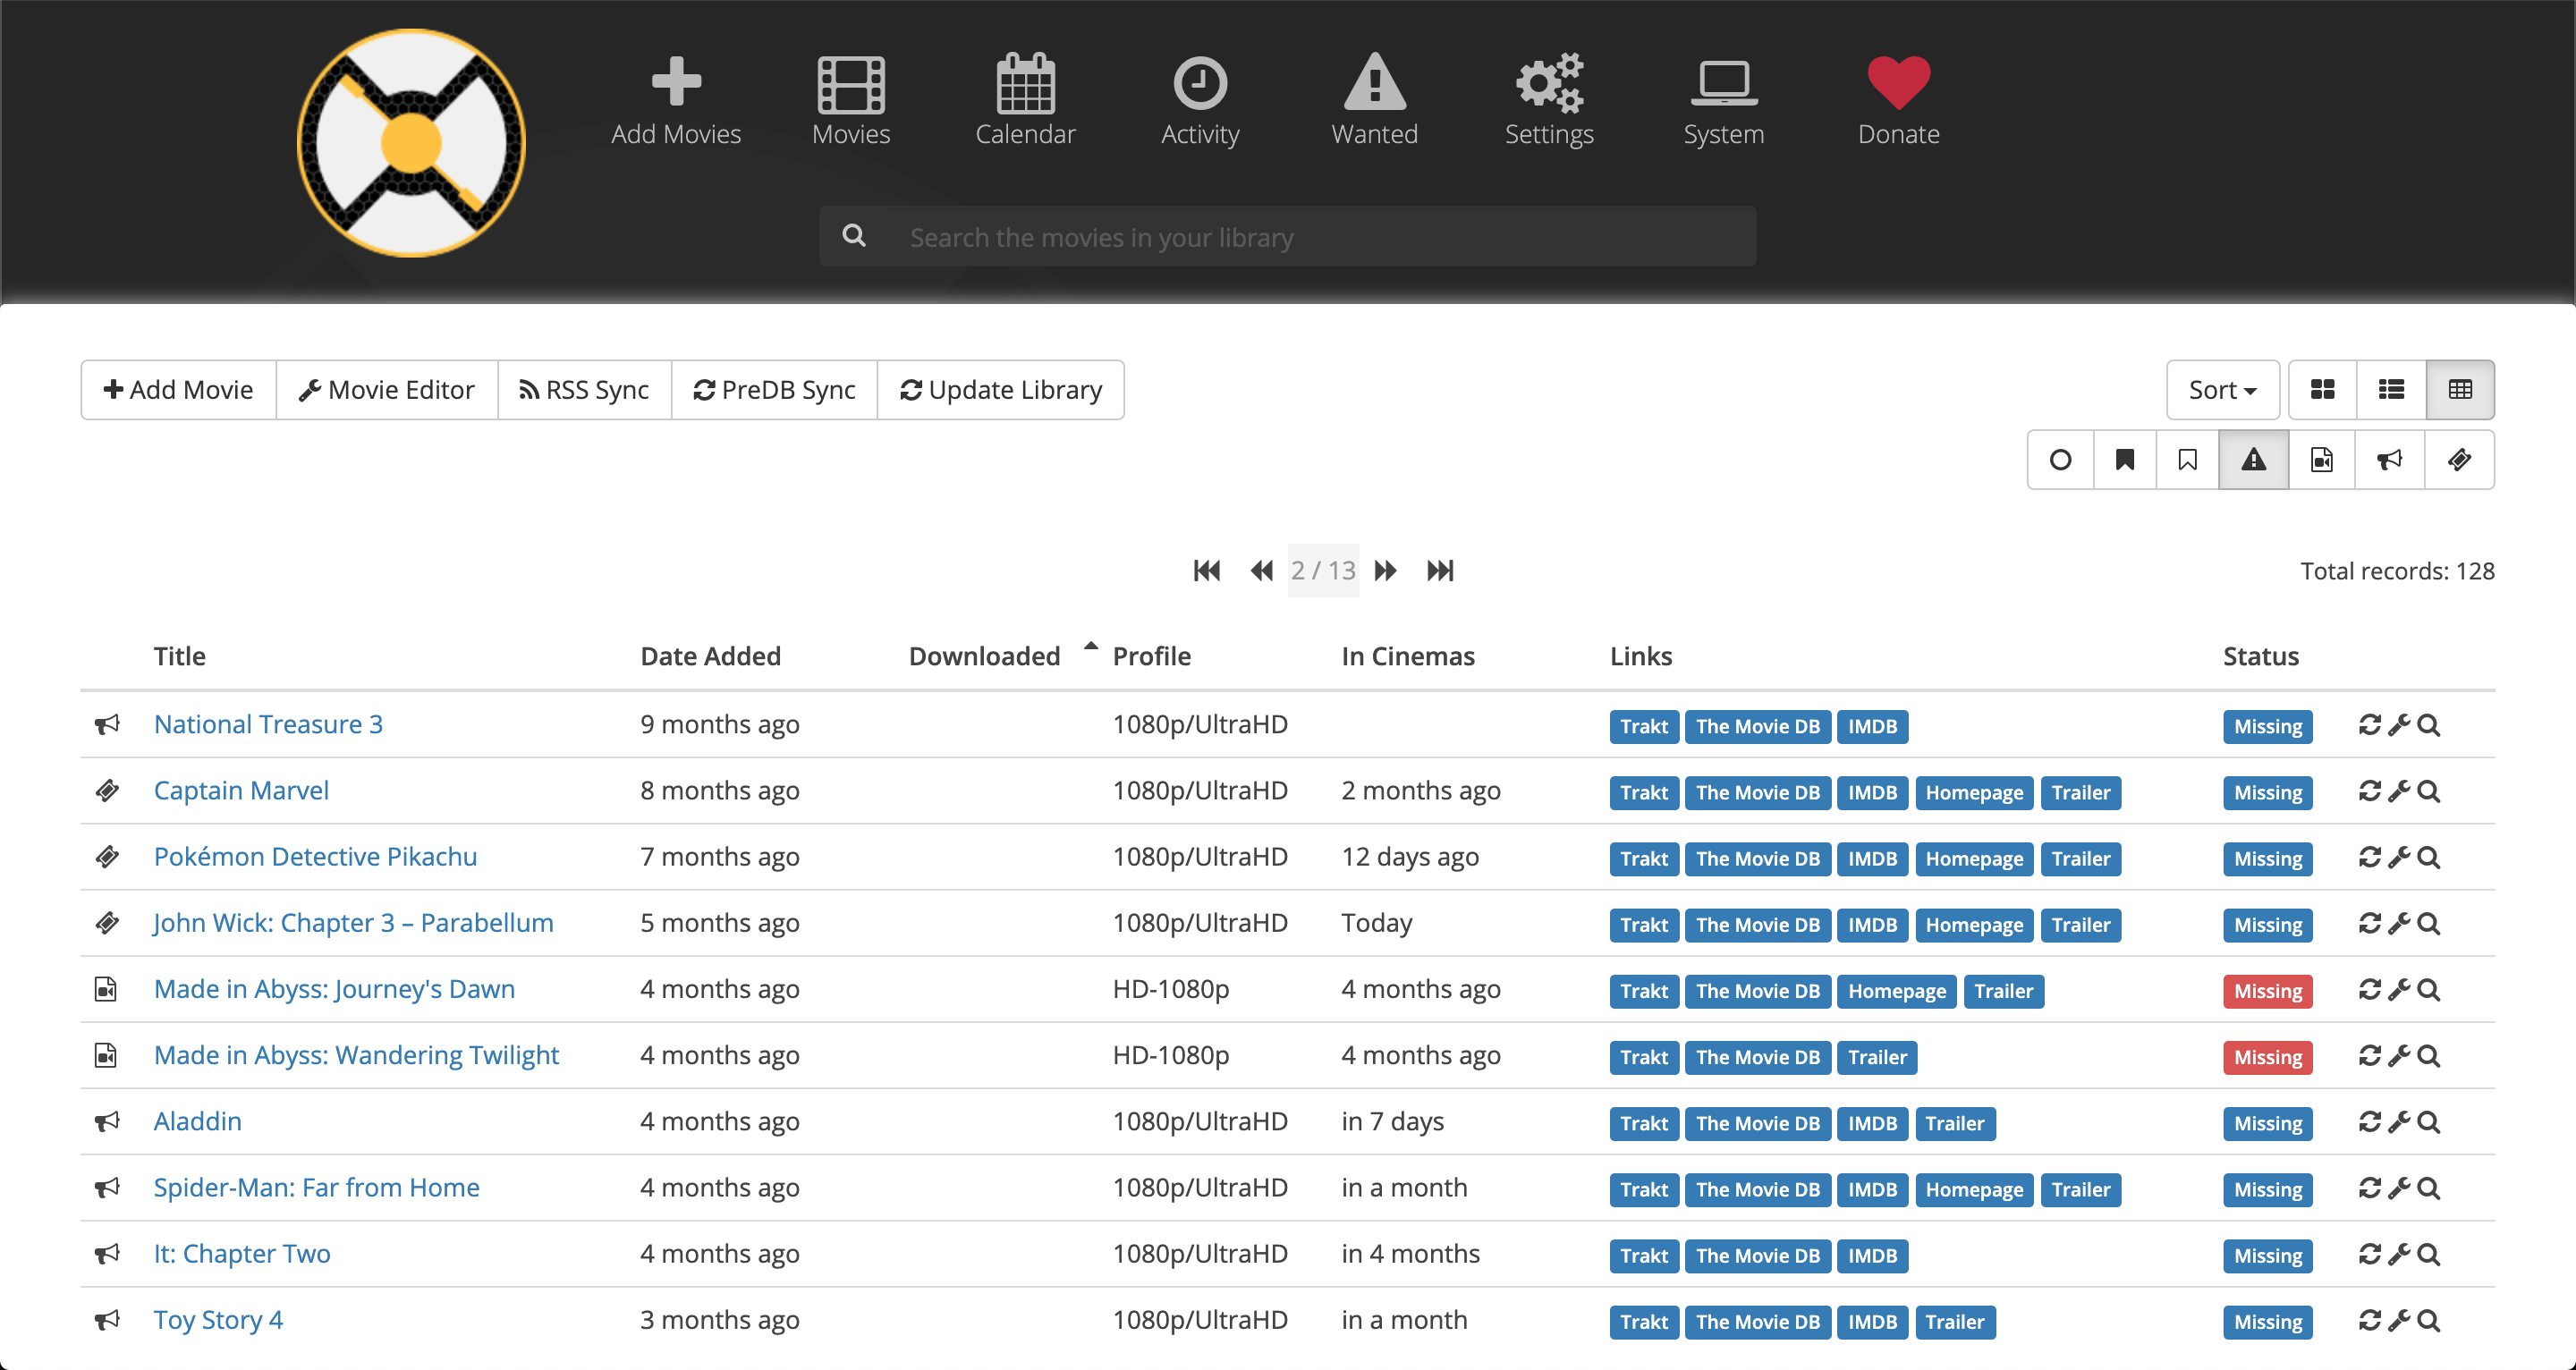 Add Movies Movies Calendar Activity Wanted Settings System Donate
Search the movies in your library
Add Movie Movie Editor RSS Sync PreDB Sync Update Library Sort
2 / 13 Total records: 128
Title Date Added Downloaded Profile In Cinemas Links Status
National Treasure 3 9 months ago 1080p/UltraHD Trakt The Movie DB IMDB Missing
Captain Marvel 8 months ago 1080p/UltraHD 2 months ago Trakt The Movie DB IMDB Homepage Trailer Missing
Pokémon Detective Pikachu 7 months ago 1080p/UltraHD 12 days ago Trakt The Movie DB IMDB Homepage Trailer Missing
John Wick: Chapter 3 – Parabellum 5 months ago 1080p/UltraHD Today Trakt The Movie DB IMDB Homepage Trailer Missing
Made in Abyss: Journey's Dawn 4 months ago HD-1080p 4 months ago Trakt The Movie DB Homepage Trailer Missing
Made in Abyss: Wandering Twilight 4 months ago HD-1080p 4 months ago Trakt The Movie DB Trailer Missing
Aladdin 4 months ago 1080p/UltraHD in 7 days Trakt The Movie DB IMDB Trailer Missing
Spider-Man: Far from Home 4 months ago 1080p/UltraHD in a month Trakt The Movie DB IMDB Homepage Trailer Missing
It: Chapter Two 4 months ago 1080p/UltraHD in 4 months Trakt The Movie DB IMDB Missing
Toy Story 4 3 months ago 1080p/UltraHD in a month Trakt The Movie DB IMDB Trailer Missing